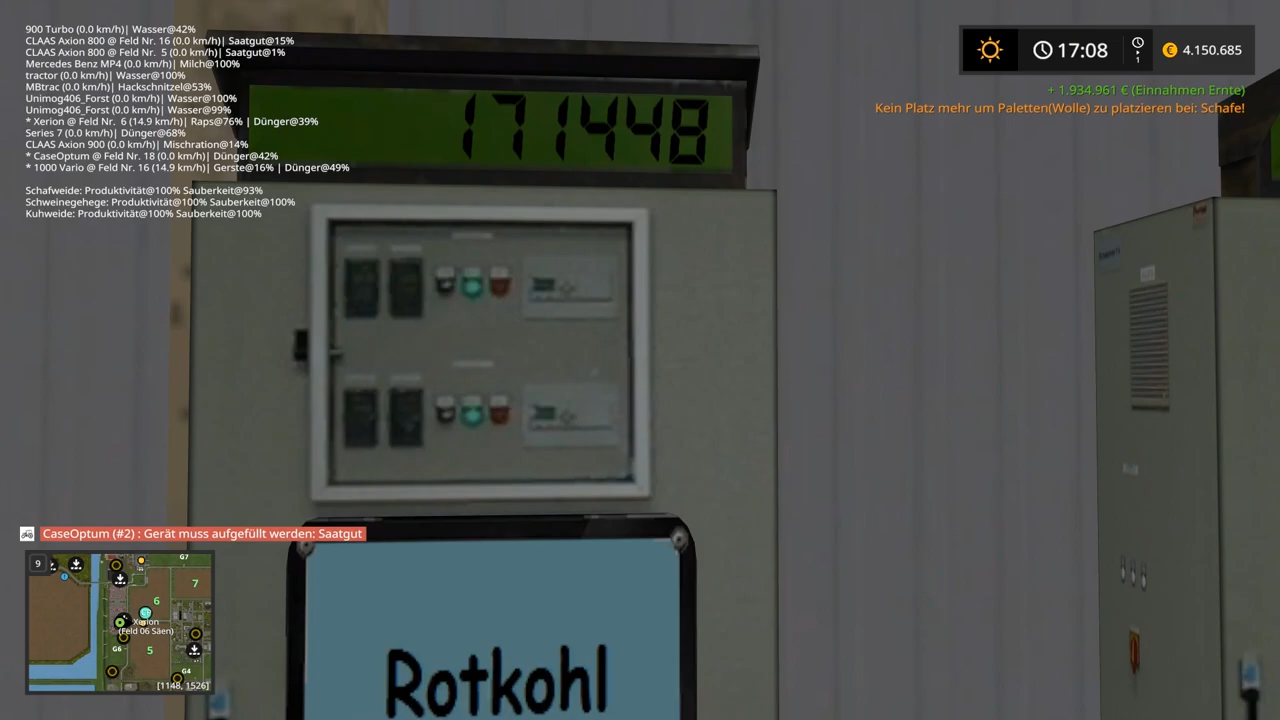 900 Turbo (0.0 km/h)| Wasser@42%
CLAAS Axion 800 @ Feld Nr. 16 (0.0 km/h)| Saatgut@15%
CLAAS Axion 800 @ Feld Nr.  5 (0.0 km/h)| Saatgut@1%
Mercedes Benz MP4 (0.0 km/h)| Milch@100%
tractor (0.0 km/h)| Wasser@100%
MBtrac (0.0 km/h)| Hackschnitzel@53%
Unimog406_Forst (0.0 km/h)| Wasser@100%
Unimog406_Forst (0.0 km/h)| Wasser@99%
* Xerion @ Feld Nr.  6 (14.9 km/h)| Raps@76% | Dünger@39%
Series 7 (0.0 km/h)| Dünger@68%
CLAAS Axion 900 (0.0 km/h)| Mischration@14%
* CaseOptum @ Feld Nr. 18 (0.0 km/h)| Dünger@42%
* 1000 Vario @ Feld Nr. 16 (14.9 km/h)| Gerste@16% | Dünger@49%
Schafweide: Produktivität@100% Sauberkeit@93%
Schweinegehege: Produktivität@100% Sauberkeit@100%
Kuhweide: Produktivität@100% Sauberkeit@100%
17:08
1
4.150.685
+ 1.934.961 € (Einnahmen Ernte)
Kein Platz mehr um Paletten(Wolle) zu platzieren bei: Schafe!
171448
CaseOptum (#2) : Gerät muss aufgefüllt werden: Saatgut
9
G7
7
6
Xerion
(Feld 06 Säen)
G6
5
G4
[1148, 1526]
Rotkohl